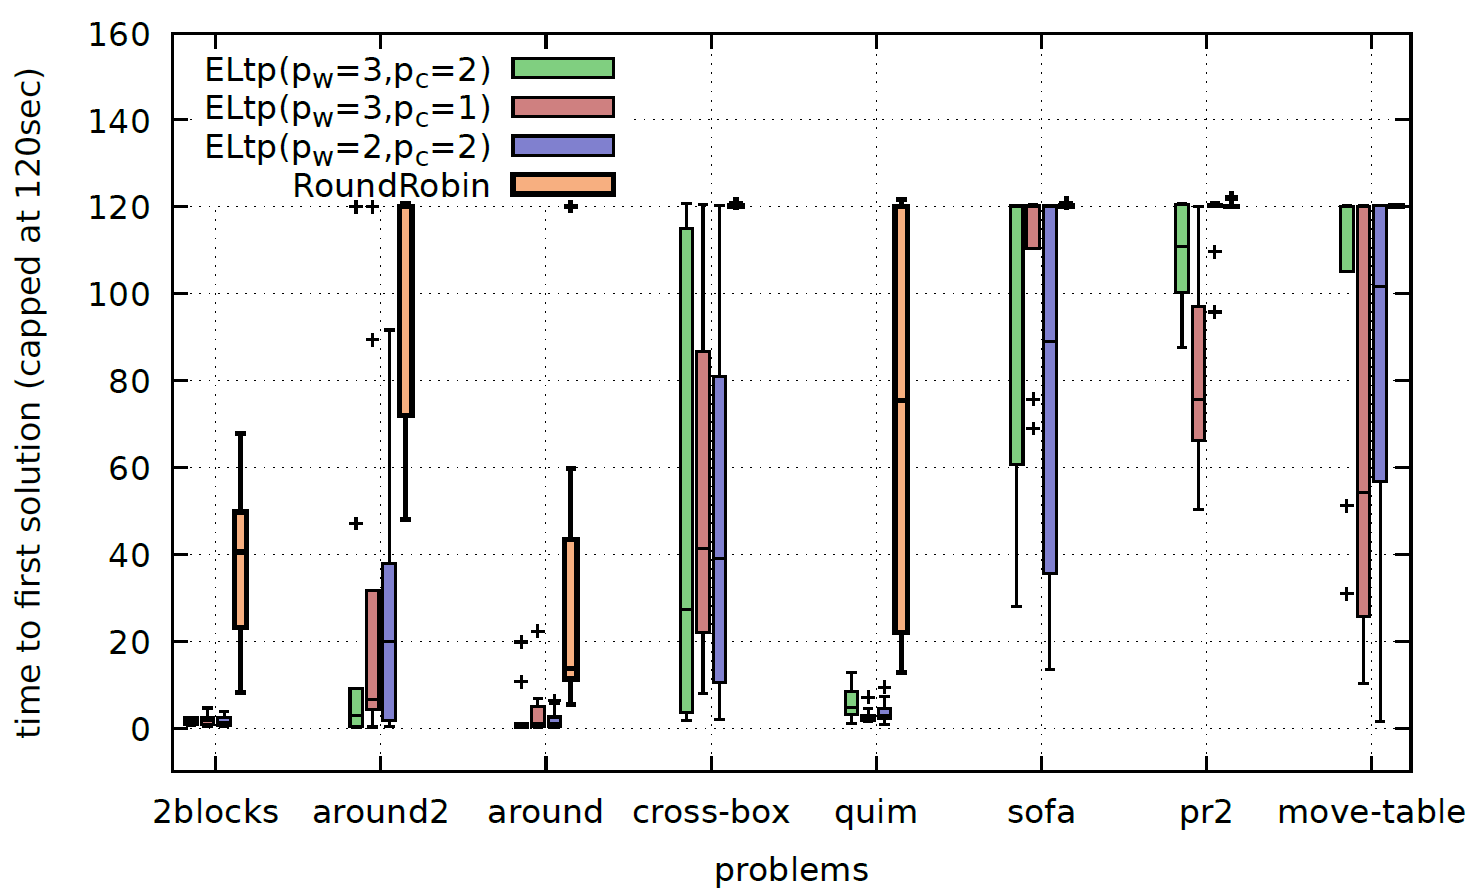 time to first solution (capped at 120sec)
160
140
120
100
80
60
40
20
0
ELtp(pw=3,pc=2)
ELtp(pw=3,pc=1)
ELtp(pw=2,pc=2)
RoundRobin
2blocks
around2
around
cross-box
quim
sofa
pr2
move-table
problems